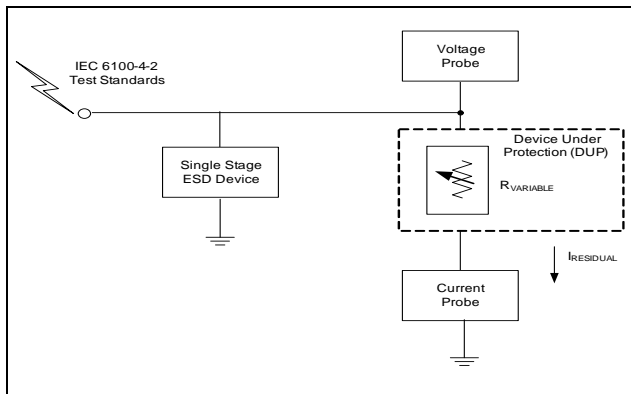 IEC 6100-4-2
Test Standards
Voltage
Probe
Single Stage
ESD Device
Device Under
Protection (DUP)
RVARIABLE
IRESIDUAL
Current
Probe